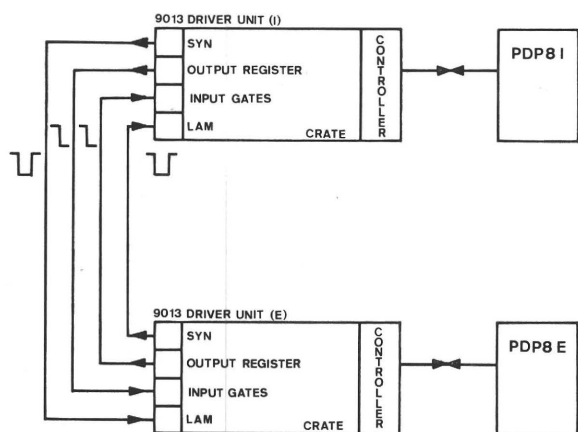 9013 DRIVER UNIT (I)
SYN
OUTPUT REGISTER
INPUT GATES
LAM
CRATE
CONTROLLER
PDP8 I
9013 DRIVER UNIT (E)
SYN
OUTPUT REGISTER
INPUT GATES
LAM
CRATE
CONTROLLER
PDP8 E